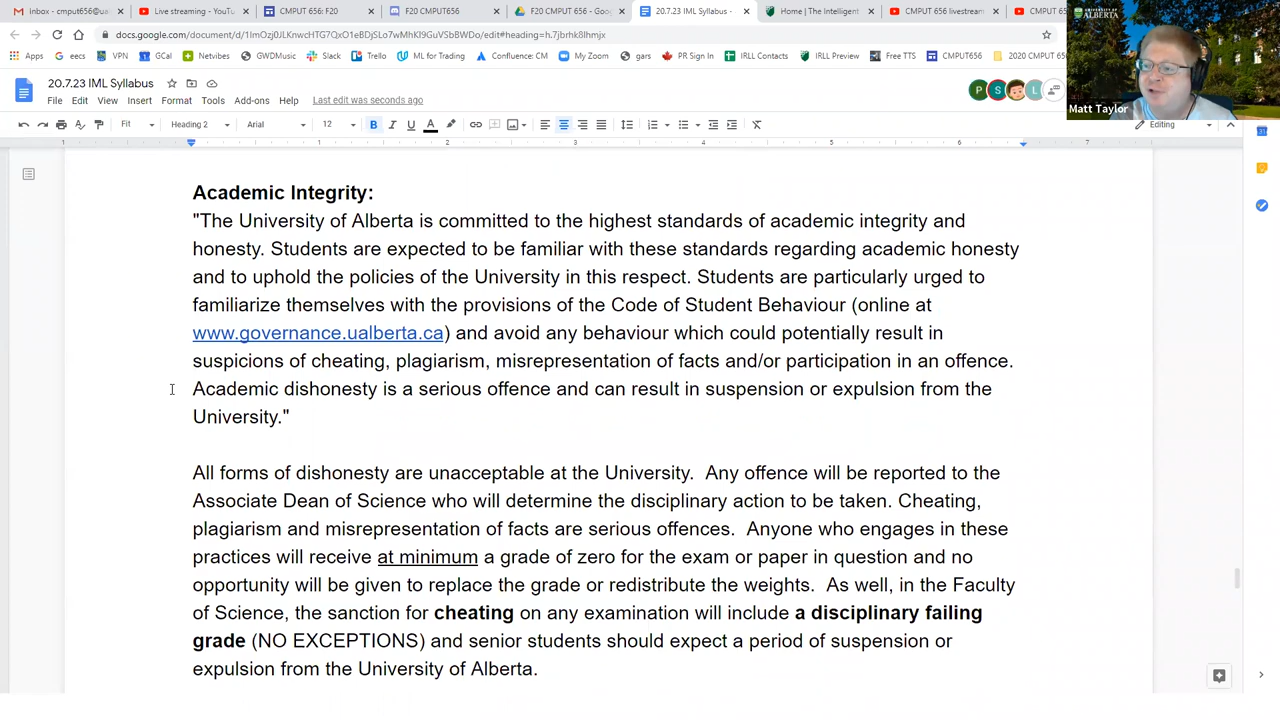 Inbox - cmput656@ua
Live streaming - YouTu
CMPUT 656: F20
F20 CMPUT656
F20 CMPUT 656 - Goo
20.7.23 IML Syllabus -
Home | The Intelligent
CMPUT 656 livestream
CMPUT 65
docs.google.com/document/d/1ImOzj0JLKnwcHTG7QxO1eBDjSLo7wMhKI9GuVSbBWDo/edit#heading=h.7jbrhk8lhmjx
Apps
eecs
VPN
GCal
Netvibes
GWDMusic
Slack
Trello
ML for Trading
Confluence: CM
My Zoom
gars
PR Sign In
IRLL Contacts
IRLL Preview
Free TTS
CMPUT656
2020 CMPUT 656
UNIVERSITY OF
ALBERTA
Matt Taylor
20.7.23 IML Syllabus
File Edit View Insert Format Tools Add-ons Help Last edit was seconds ago
P S L
Fit Heading 2 Arial 12 B I U A Editing
1 1 2 3 4 5 6 7
Academic Integrity:
"The University of Alberta is committed to the highest standards of academic integrity and
honesty. Students are expected to be familiar with these standards regarding academic honesty
and to uphold the policies of the University in this respect. Students are particularly urged to
familiarize themselves with the provisions of the Code of Student Behaviour (online at
www.governance.ualberta.ca) and avoid any behaviour which could potentially result in
suspicions of cheating, plagiarism, misrepresentation of facts and/or participation in an offence.
Academic dishonesty is a serious offence and can result in suspension or expulsion from the
University."
All forms of dishonesty are unacceptable at the University.  Any offence will be reported to the
Associate Dean of Science who will determine the disciplinary action to be taken. Cheating,
plagiarism and misrepresentation of facts are serious offences.  Anyone who engages in these
practices will receive at minimum a grade of zero for the exam or paper in question and no
opportunity will be given to replace the grade or redistribute the weights.  As well, in the Faculty
of Science, the sanction for cheating on any examination will include a disciplinary failing
grade (NO EXCEPTIONS) and senior students should expect a period of suspension or
expulsion from the University of Alberta.